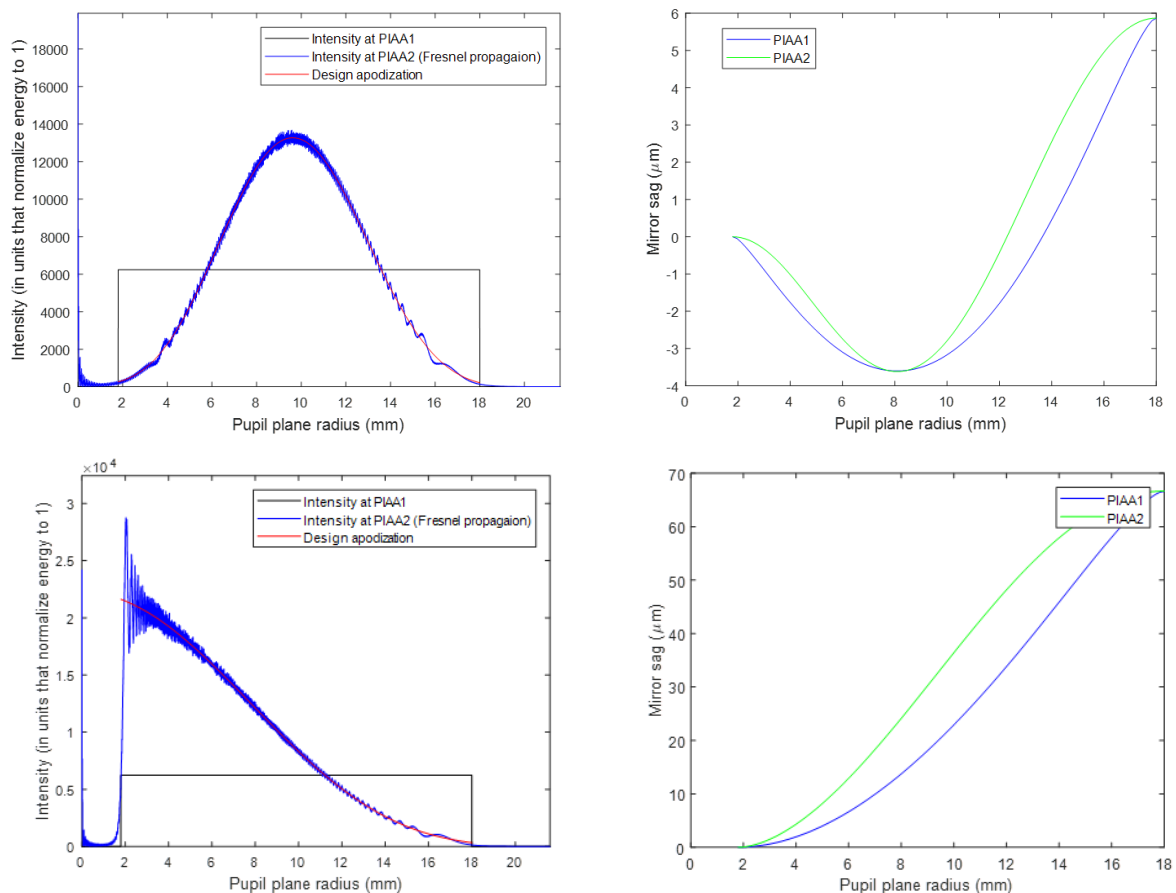 18000
16000
14000
12000
10000
8000
6000
4000
2000
0
Intensity (in units that normalize energy to 1)
Intensity at PIAA1
Intensity at PIAA2 (Fresnel propagaion)
Design apodization
0 2 4 6 8 10 12 14 16 18 20
Pupil plane radius (mm)
6
5
4
3
2
1
0
-1
-2
-3
-4
Mirror sag (μm)
PIAA1
PIAA2
0 2 4 6 8 10 12 14 16 18
Pupil plane radius (mm)
×10⁴
3
2.5
2
1.5
1
0.5
0
Intensity (in units that normalize energy to 1)
Intensity at PIAA1
Intensity at PIAA2 (Fresnel propagaion)
Design apodization
0 2 4 6 8 10 12 14 16 18 20
Pupil plane radius (mm)
70
60
50
40
30
20
10
0
Mirror sag (μm)
PIAA1
PIAA2
0 2 4 6 8 10 12 14 16 18
Pupil plane radius (mm)